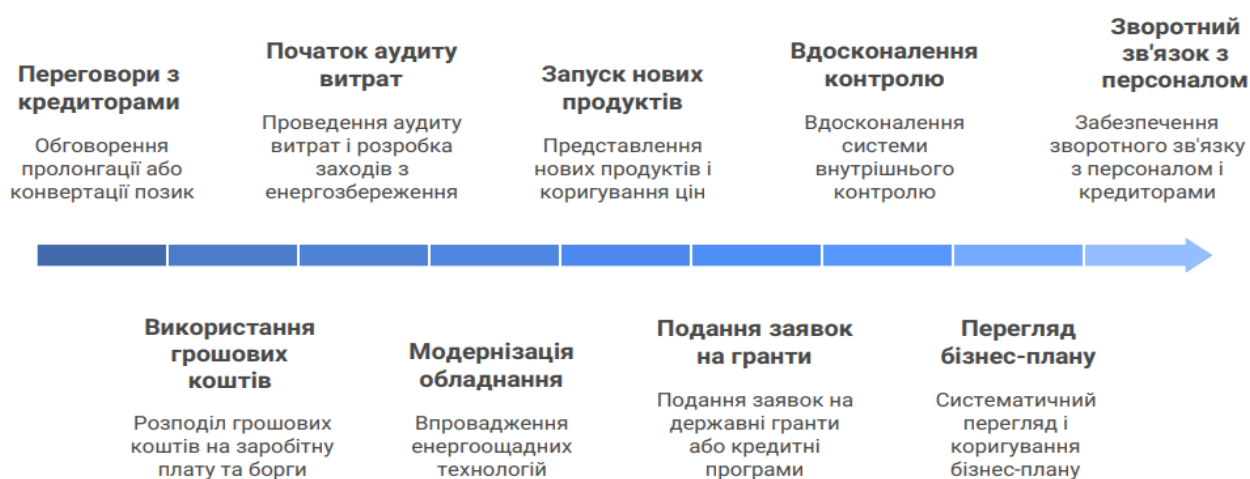 Переговори з
кредиторами
Обговорення
пролонгації або
конвертації позик
Використання
грошових
коштів
Розподіл грошових
коштів на заробітну
плату та борги
Початок аудиту
витрат
Проведення аудиту
витрат і розробка
заходів з
енергозбереження
Модернізація
обладнання
Впровадження
енергоощадних
технологій
Запуск нових
продуктів
Представлення
нових продуктів і
коригування цін
Подання заявок
на гранти
Подання заявок на
державні гранти
або кредитні
програми
Вдосконалення
контролю
Вдосконалення
системи
внутрішнього
контролю
Перегляд
бізнес-плану
Систематичний
перегляд і
коригування
бізнес-плану
Зворотний
зв'язок з
персоналом
Забезпечення
зворотного зв'язку
з персоналом і
кредиторами